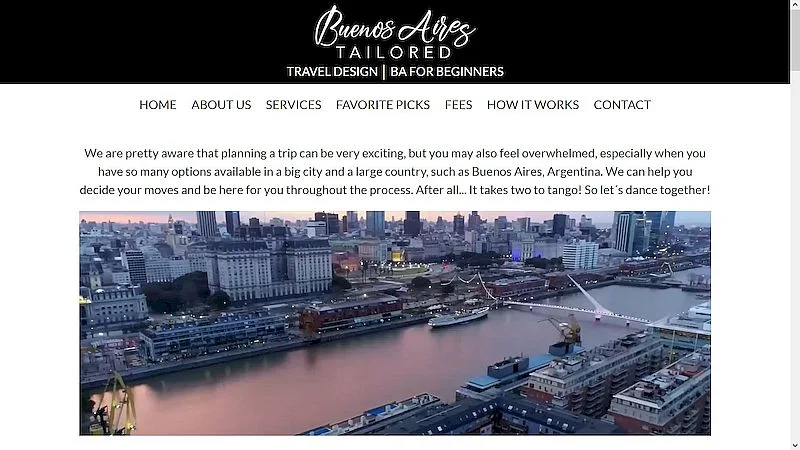 Buenos Aires
TAILORED
TRAVEL DESIGN | BA FOR BEGINNERS
HOME ABOUT US SERVICES FAVORITE PICKS FEES HOW IT WORKS CONTACT
We are pretty aware that planning a trip can be very exciting, but you may also feel overwhelmed, especially when you
have so many options available in a big city and a large country, such as Buenos Aires, Argentina. We can help you
decide your moves and be here for you throughout the process. After all... It takes two to tango! So let´s dance together!